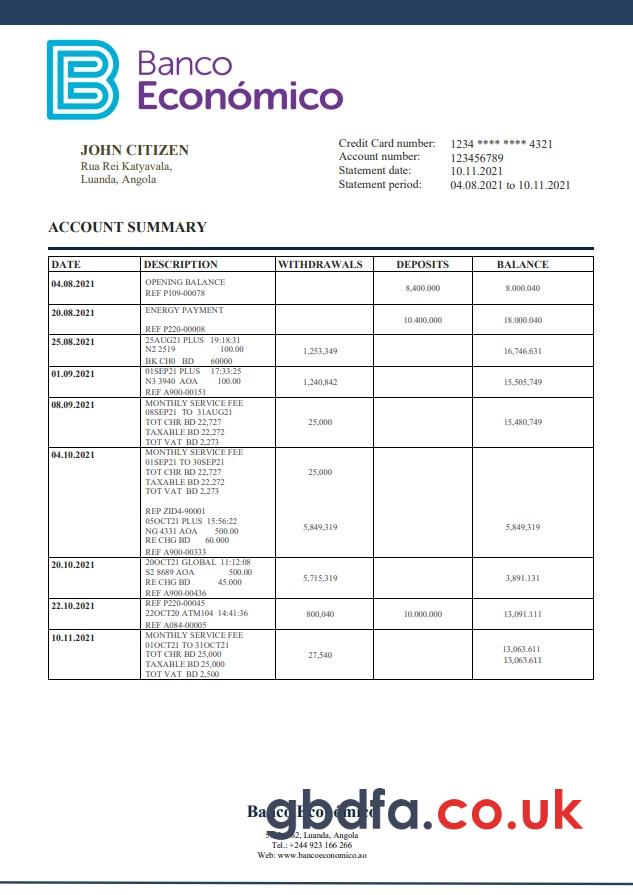 Banco
Económico
JOHN CITIZEN
Rua Rei Katyavala,
Luanda, Angola
Credit Card number: 1234 **** **** 4321
Account number: 123456789
Statement date: 10.11.2021
Statement period: 04.08.2021 to 10.11.2021
ACCOUNT SUMMARY
DATE DESCRIPTION WITHDRAWALS DEPOSITS BALANCE
04.08.2021 OPENING BALANCE
REF P109-00078
8,400.000 8.000.040
20.08.2021 ENERGY PAYMENT
10.400.000 18.000.040
REF P220-00008
25.08.2021 25AUG21 PLUS 19:18:31
N2 2519 100.00
1,253,349 16,746.631
BK CH0 BD 60000
01.09.2021 01SEP21 PLUS 17:33:25
N3 3940 AOA 100.00
1,240,842 15,505,749
REF A900-00151
08.09.2021 MONTHLY SERVICE FEE
08SEP21 TO 31AUG21
TOT CHR BD 22,727 25,000 15,480,749
TAXABLE BD 22,272
TOT VAT BD 2,273
04.10.2021 MONTHLY SERVICE FEE
01SEP21 TO 30SEP21
TOT CHR BD 22,727 25,000
TAXABLE BD 22,272
TOT VAT BD 2,273
REP ZID4-90001
05OCT21 PLUS 15:56:22
5,849,319 5,849,319
NG 4331 AOA 500.00
RE CHG BD 60.000
REF A900-00333
20.10.2021 20OCT21 GLOBAL 11:12:08
S2 8689 AOA 500.00
5,715,319 3,891.131
RE CHG BD 45.000
REF A900-00436
22.10.2021 REF P220-00045
22OCT20 ATM104 14:41:36 800,040 10.000.000 13,091.111
REF A084-00005
10.11.2021 MONTHLY SERVICE FEE
01OCT21 TO 31OCT21 13,063.611
TOT CHR BD 25,000 27,540 13,063.611
TAXABLE BD 25,000
TOT VAT BD 2,500
Banco Económico
gbdfa.co.uk
Luanda, Angola
Tel.: +244 923 166 266
Web: www.bancoeconomico.ao